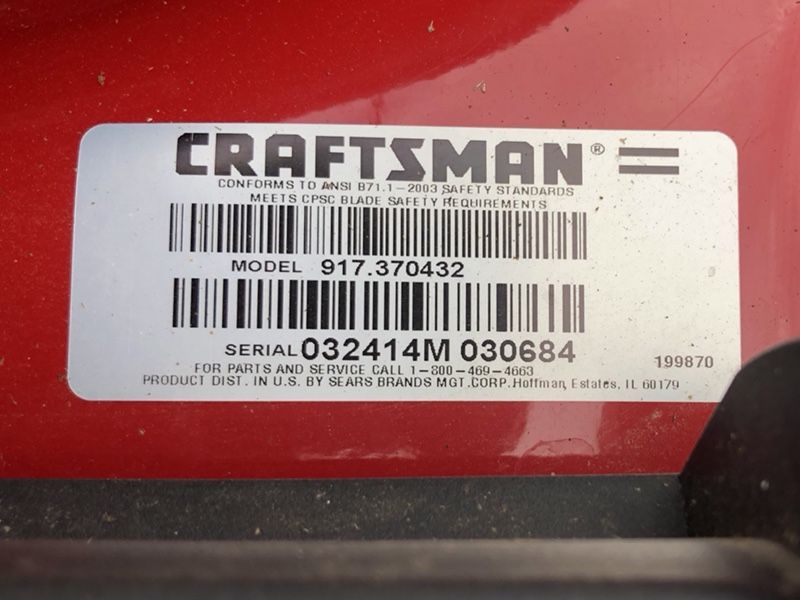 CRAFTSMAN®
CONFORMS TO ANSI B71.1-2003 SAFETY STANDARDS
MEETS CPSC BLADE SAFETY REQUIREMENTS
MODEL 917.370432
SERIAL 032414M 030684
199870
FOR PARTS AND SERVICE CALL 1-800-469-4663
PRODUCT DIST. IN U.S. BY SEARS BRANDS MGT.CORP.Hoffman, Estates, IL 60179